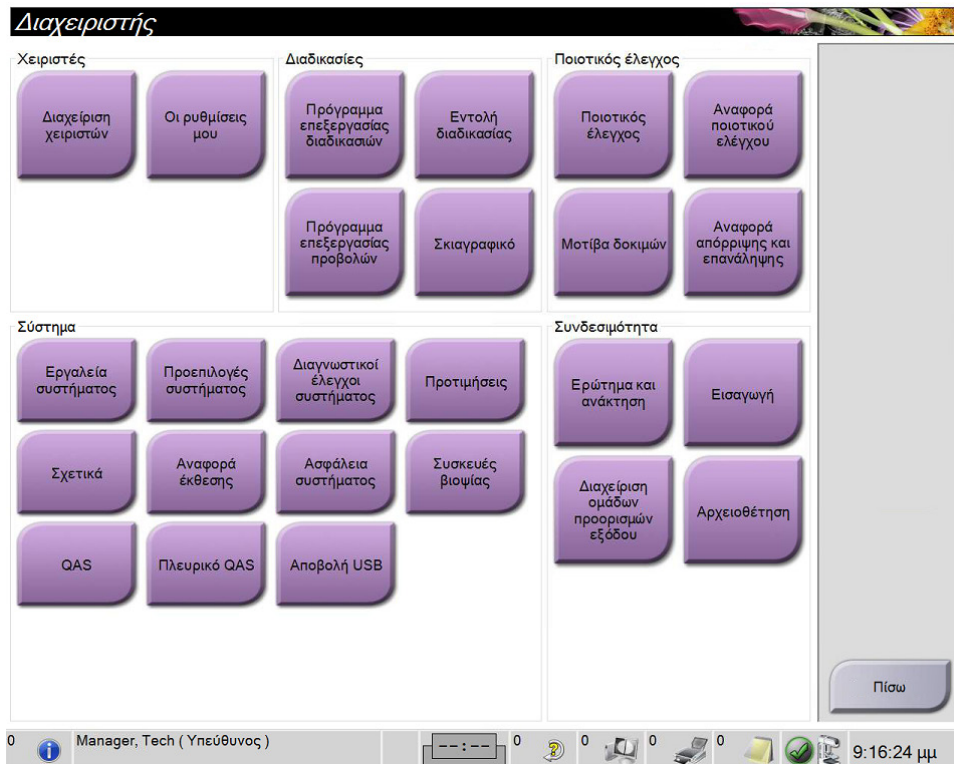 Διαχειριστής
Χειριστές
Διαχείριση
χειριστών
Οι ρυθμίσεις
μου
Διαδικασίες
Πρόγραμμα
επεξεργασίας
διαδικασιών
Εντολή
διαδικασίας
Πρόγραμμα
επεξεργασίας
προβολών
Σκιαγραφικό
Ποιοτικός έλεγχος
Ποιοτικός
έλεγχος
Αναφορά
ποιοτικού
ελέγχου
Μοτίβα δοκιμών
Αναφορά
απόρριψης και
επανάληψης
Σύστημα
Εργαλεία
συστήματος
Προεπιλογές
συστήματος
Διαγνωστικοί
έλεγχοι
συστήματος
Προτιμήσεις
Σχετικά
Αναφορά
έκθεσης
Ασφάλεια
συστήματος
Συσκευές
βιοψίας
QAS
Πλευρικό QAS
Αποβολή USB
Συνδεσιμότητα
Ερώτημα και
ανάκτηση
Εισαγωγή
Διαχείριση
ομάδων
προορισμών
εξόδου
Αρχειοθέτηση
Πίσω
0 Manager, Tech ( Υπεύθυνος ) --:-- 0 0 0 0 9:16:24 μμ